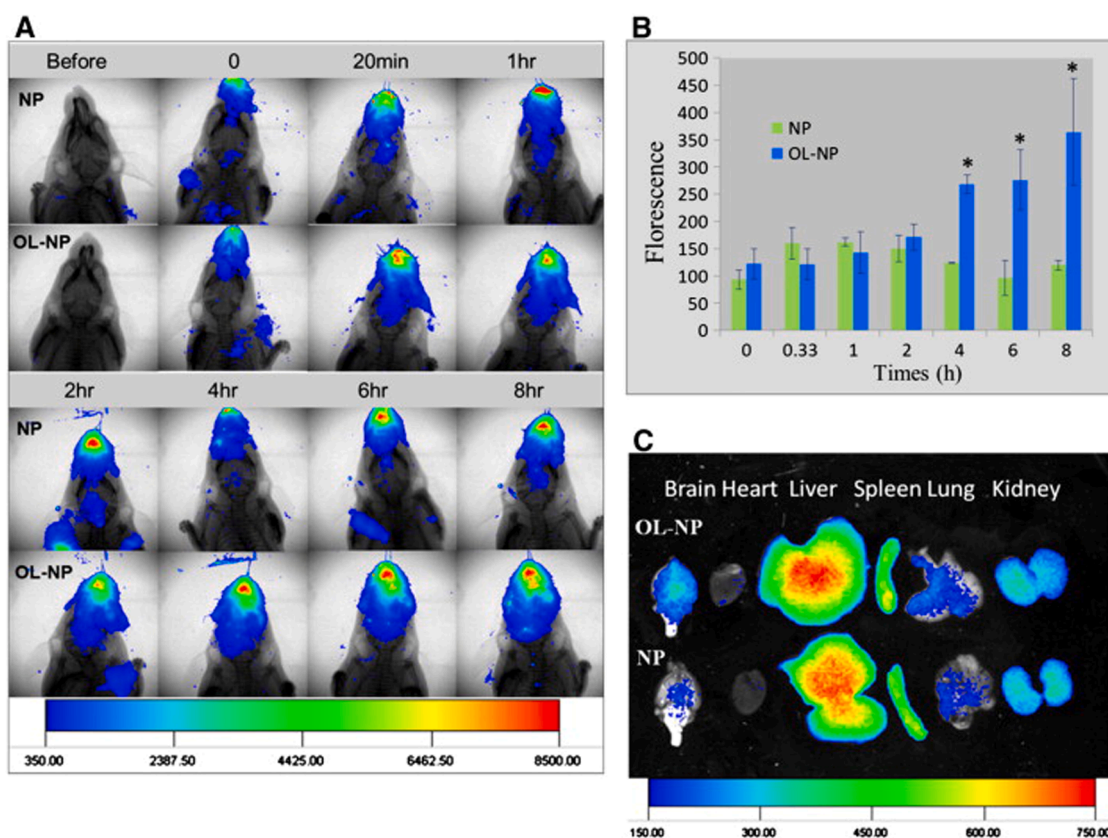 A
Before 0 20min 1hr
NP
OL-NP
2hr 4hr 6hr 8hr
NP
OL-NP
350.00 2387.50 4425.00 6462.50 8500.00
B
500
450
400
350
300
250
200
150
100
50
0
Florescence
NP
OL-NP
* * *
0 0.33 1 2 4 6 8
Times (h)
C
Brain Heart Liver Spleen Lung Kidney
OL-NP
NP
150.00 300.00 450.00 600.00 750.00